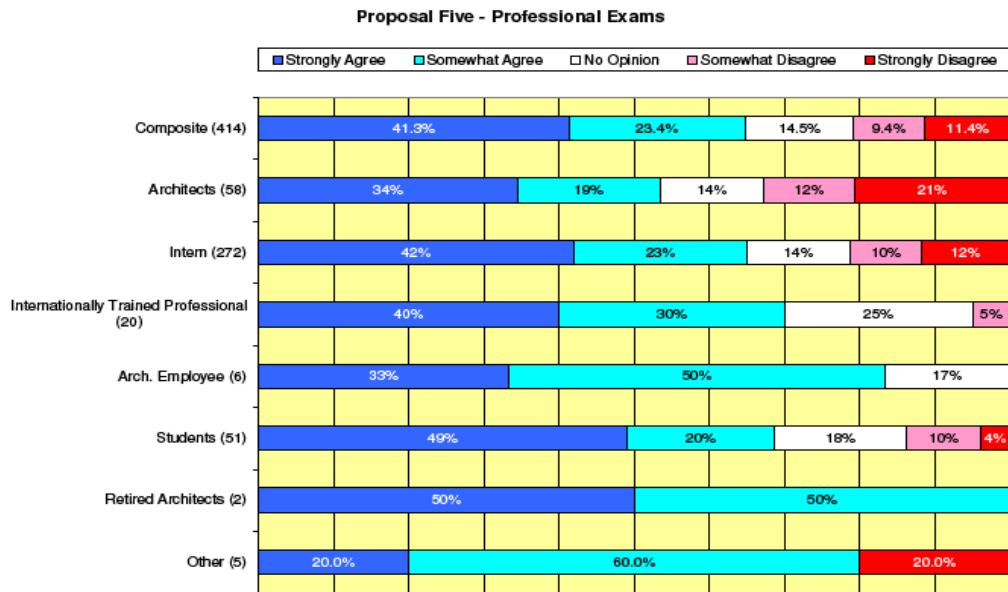 Proposal Five - Professional Exams
Strongly Agree Somewhat Agree No Opinion Somewhat Disagree Strongly Disagree
Composite (414) 41.3% 23.4% 14.5% 9.4% 11.4%
Architects (58) 34% 19% 14% 12% 21%
Intern (272) 42% 23% 14% 10% 12%
Internationally Trained Professional
(20) 40% 30% 25% 5%
Arch. Employee (6) 33% 50% 17%
Students (51) 49% 20% 18% 10% 4%
Retired Architects (2) 50% 50%
Other (5) 20.0% 60.0% 20.0%